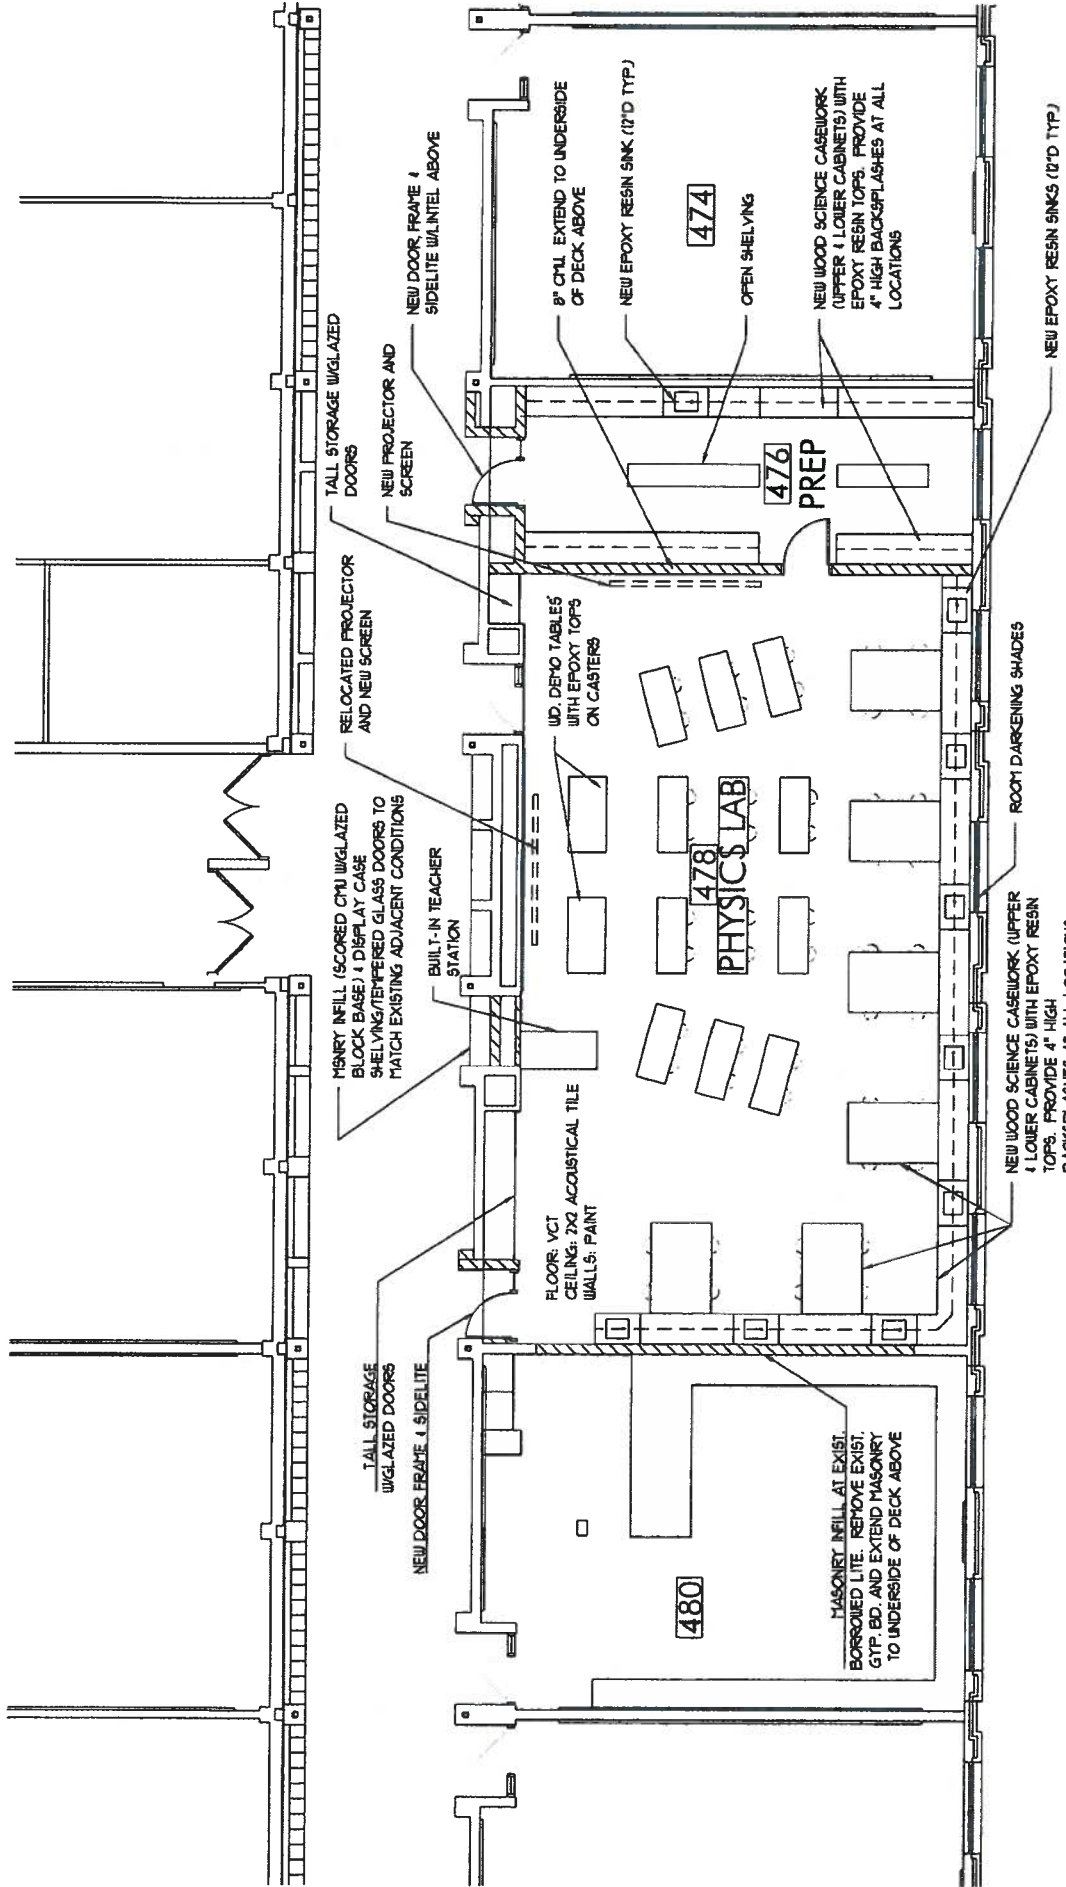 TALL STORAGE
W/GLAZED DOORS
NEW DOOR FRAME & SIDELITE
MSNRY INFILL (SCORED CMU W/GLAZED
BLOCK BASE) & DISPLAY CASE
SHELVING/TEMPERED GLASS DOORS TO
MATCH EXISTING ADJACENT CONDITIONS
BUILT-IN TEACHER
STATION
RELOCATED PROJECTOR
AND NEW SCREEN
TALL STORAGE W/GLAZED
DOORS
NEW PROJECTOR AND
SCREEN
NEW DOOR, FRAME &
SIDELITE W/LINTEL ABOVE
FLOOR: VCT
CEILING: 2X2 ACOUSTICAL TILE
WALLS: PAINT
WD. DEMO TABLES
WITH EPOXY TOPS
ON CASTERS
8" CMU, EXTEND TO UNDERSIDE
OF DECK ABOVE
NEW EPOXY RESIN SINK (12"D TYP.)
480
478
PHYSICS LAB
476
PREP
474
OPEN SHELVING
MASONRY INFILL AT EXIST.
BORROWED LITE. REMOVE EXIST.
GYP. BD. AND EXTEND MASONRY
TO UNDERSIDE OF DECK ABOVE
NEW WOOD SCIENCE CASEWORK
(UPPER & LOWER CABINETS) WITH
EPOXY RESIN TOPS. PROVIDE
4" HIGH BACKSPLASHES AT ALL
LOCATIONS
NEW WOOD SCIENCE CASEWORK (UPPER
& LOWER CABINETS) WITH EPOXY RESIN
TOPS. PROVIDE 4" HIGH
ROOM DARKENING SHADES
NEW EPOXY RESIN SINKS (12"D TYP.)